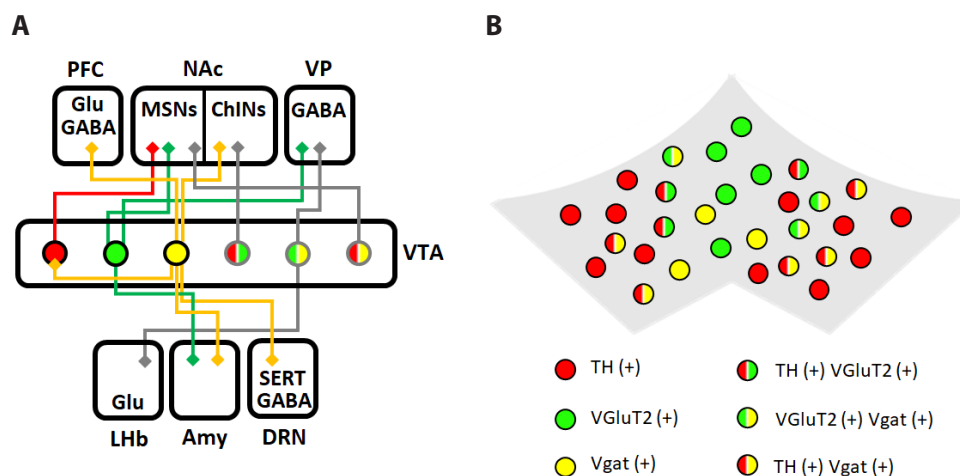 A
PFC NAc VP
Glu
GABA
MSNs ChINs
GABA
VTA
Glu
SERT
GABA
LHb Amy DRN
B
TH (+)
VGluT2 (+)
Vgat (+)
TH (+) VGluT2 (+)
VGluT2 (+) Vgat (+)
TH (+) Vgat (+)